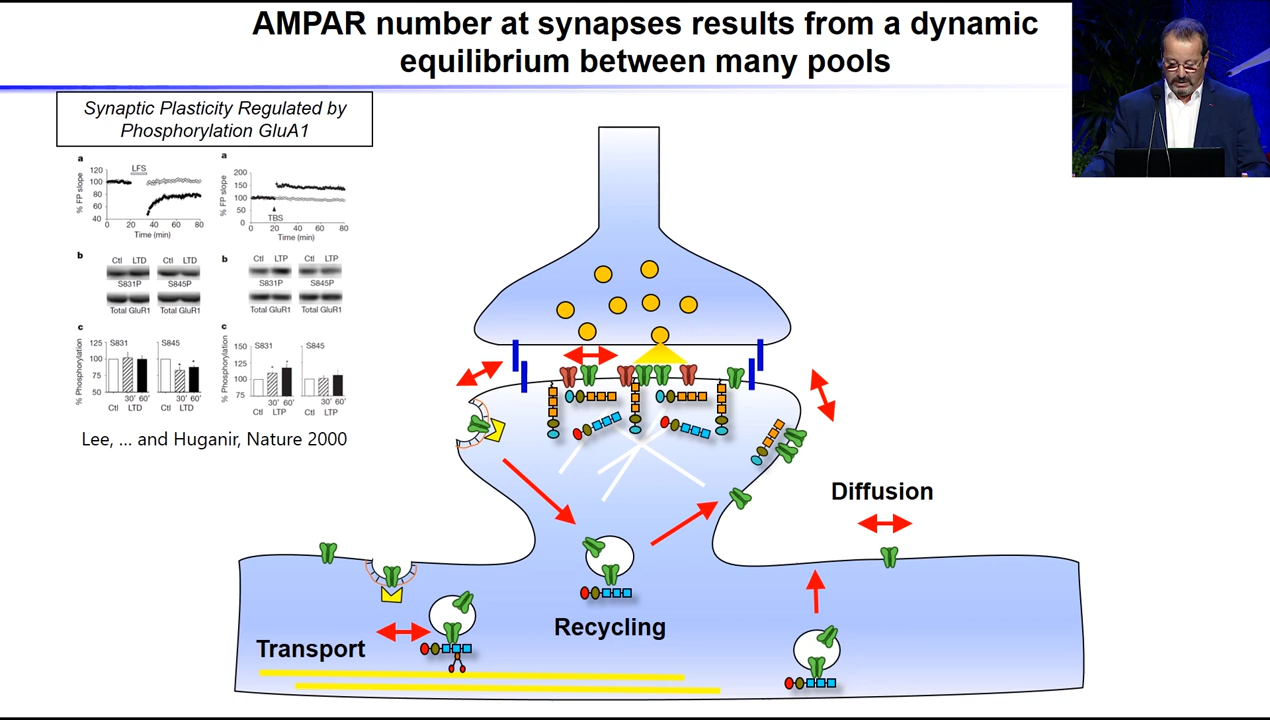 AMPAR number at synapses results from a dynamic
equilibrium between many pools
Synaptic Plasticity Regulated by
Phosphorylation GluA1
a
LFS
120
100
80
60
40
% FP slope
0 20 40 60 80
Time (min)
a
200
150
100
50
0
% FP slope
TBS
0 20 40 60 80
Time (min)
b
Ctl LTD Ctl LTD
S831P S845P
Total GluR1 Total GluR1
b
Ctl LTP Ctl LTP
S831P S845P
Total GluR1 Total GluR1
c
S831 S845
125
100
75
50
% Phosphorylation
30' 60' 30' 60'
Ctl LTD Ctl LTD
c
S831 S845
150
125
100
75
% Phosphorylation
30' 60' 30' 60'
Ctl LTP Ctl LTP
Lee, ... and Huganir, Nature 2000
Diffusion
Recycling
Transport